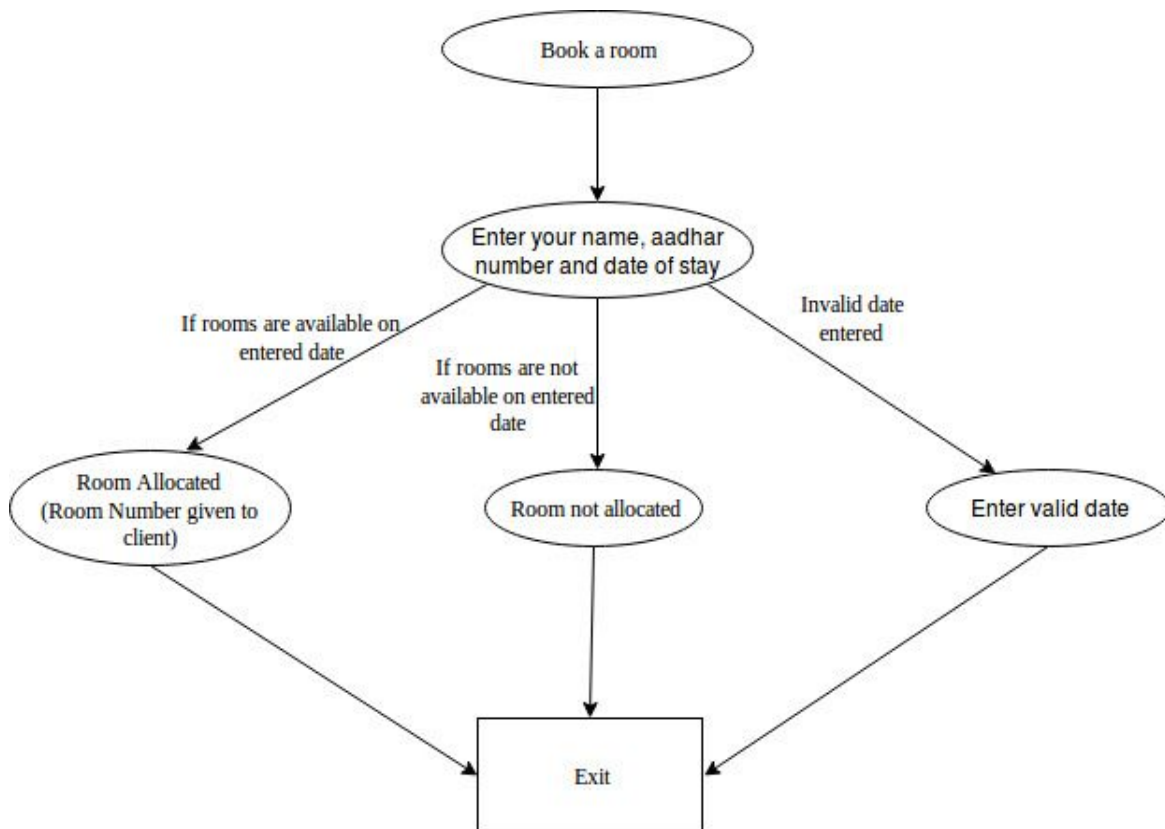 Book a room
Enter your name, aadhar
number and date of stay
If rooms are available on
entered date
If rooms are not
available on entered
date
Invalid date
entered
Room Allocated
(Room Number given to
client)
Room not allocated
Enter valid date
Exit